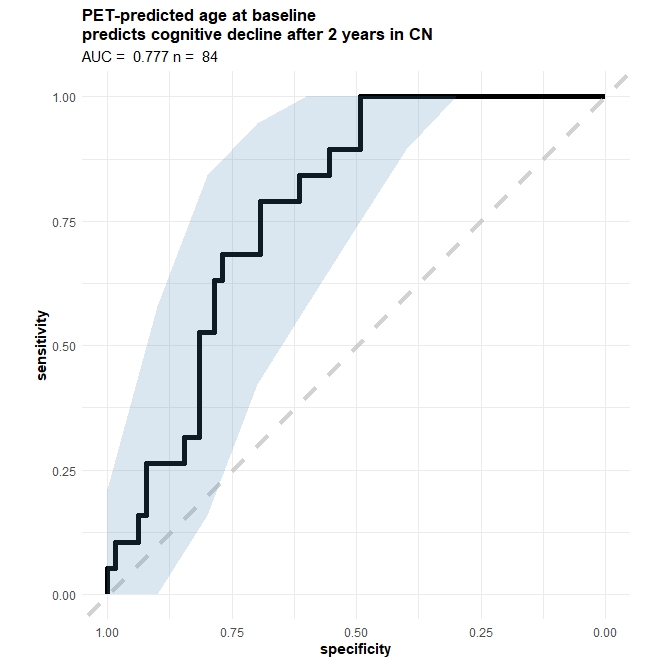 PET-predicted age at baseline
predicts cognitive decline after 2 years in CN
AUC = 0.777 n = 84
1.00
0.75
0.50
0.25
0.00
sensitivity
1.00 0.75 0.50 0.25 0.00
specificity